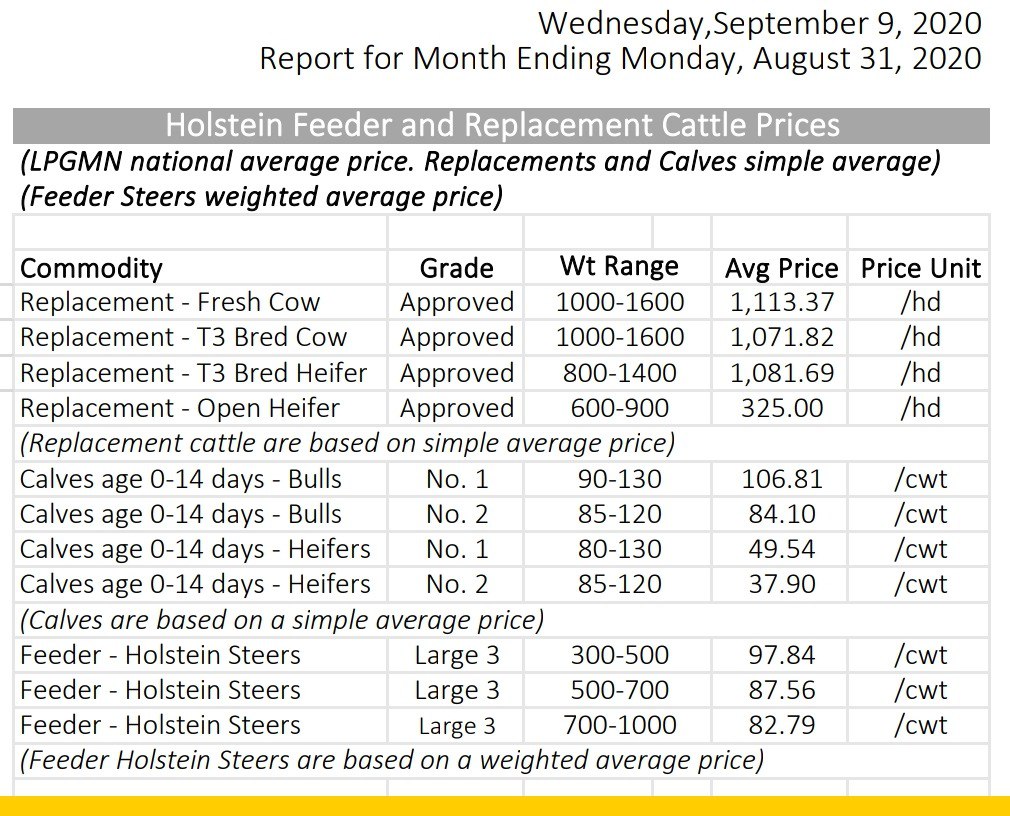 Wednesday,September 9, 2020
Report for Month Ending Monday, August 31, 2020
Holstein Feeder and Replacement Cattle Prices
(LPGMN national average price. Replacements and Calves simple average)
(Feeder Steers weighted average price)
Commodity Grade Wt Range Avg Price Price Unit
Replacement - Fresh Cow Approved 1000-1600 1,113.37 /hd
Replacement - T3 Bred Cow Approved 1000-1600 1,071.82 /hd
Replacement - T3 Bred Heifer Approved 800-1400 1,081.69 /hd
Replacement - Open Heifer Approved 600-900 325.00 /hd
(Replacement cattle are based on simple average price)
Calves age 0-14 days - Bulls No. 1 90-130 106.81 /cwt
Calves age 0-14 days - Bulls No. 2 85-120 84.10 /cwt
Calves age 0-14 days - Heifers No. 1 80-130 49.54 /cwt
Calves age 0-14 days - Heifers No. 2 85-120 37.90 /cwt
(Calves are based on a simple average price)
Feeder - Holstein Steers Large 3 300-500 97.84 /cwt
Feeder - Holstein Steers Large 3 500-700 87.56 /cwt
Feeder - Holstein Steers Large 3 700-1000 82.79 /cwt
(Feeder Holstein Steers are based on a weighted average price)